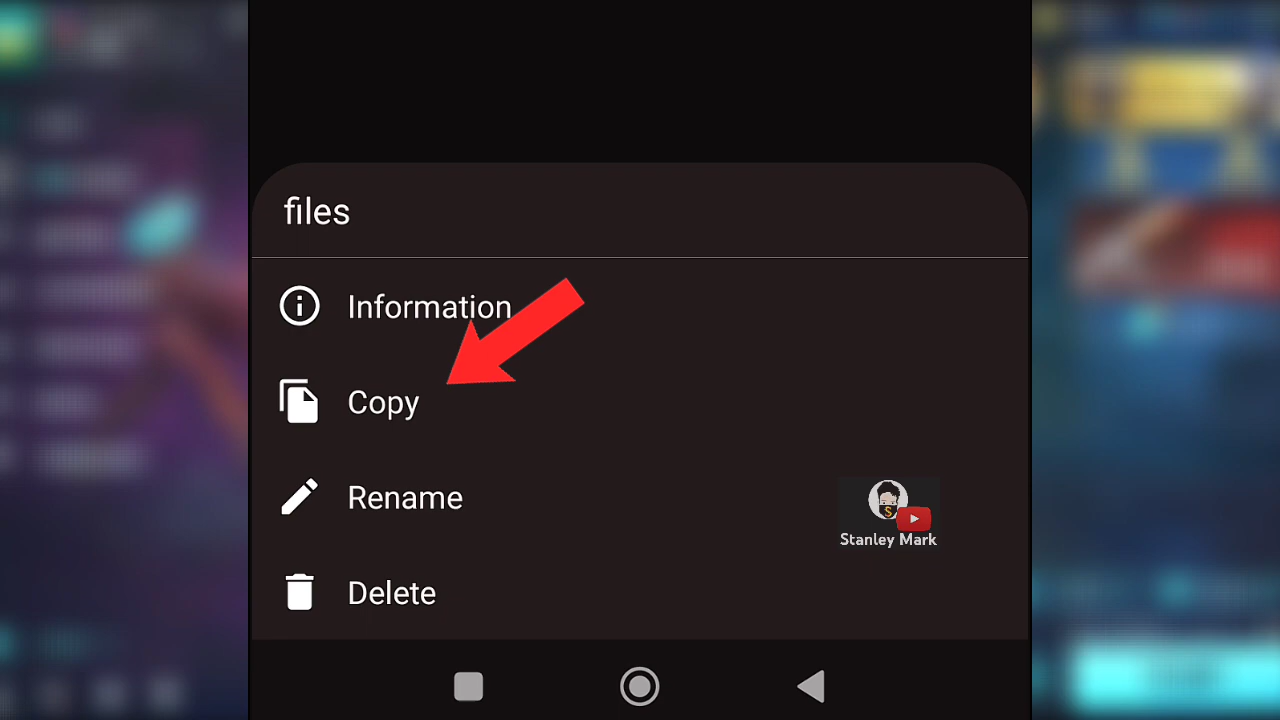 files
Information
Copy
Rename
Delete
Stanley Mark